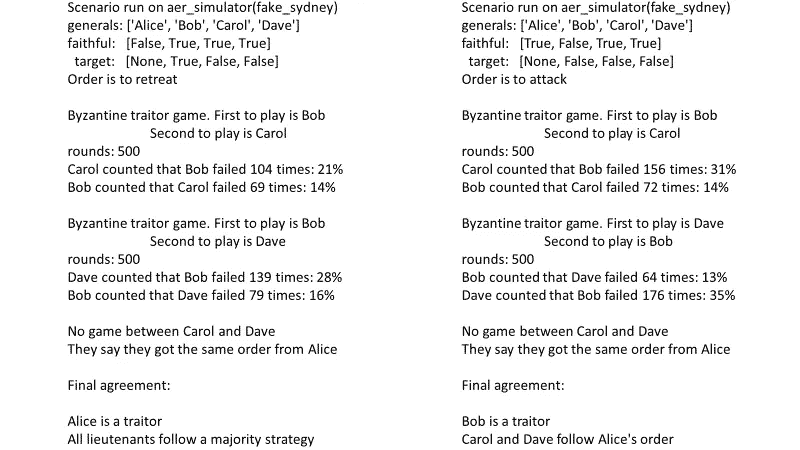 Scenario run on aer_simulator(fake_sydney)
generals: ['Alice', 'Bob', 'Carol', 'Dave']
faithful: [False, True, True, True]
target: [None, True, False, False]
Order is to retreat
Byzantine traitor game. First to play is Bob
Second to play is Carol
rounds: 500
Carol counted that Bob failed 104 times: 21%
Bob counted that Carol failed 69 times: 14%
Byzantine traitor game. First to play is Bob
Second to play is Dave
rounds: 500
Dave counted that Bob failed 139 times: 28%
Bob counted that Dave failed 79 times: 16%
No game between Carol and Dave
They say they got the same order from Alice
Final agreement:
Alice is a traitor
All lieutenants follow a majority strategy
Scenario run on aer_simulator(fake_sydney)
generals: ['Alice', 'Bob', 'Carol', 'Dave']
faithful: [True, False, True, True]
target: [None, False, False, False]
Order is to attack
Byzantine traitor game. First to play is Bob
Second to play is Carol
rounds: 500
Carol counted that Bob failed 156 times: 31%
Bob counted that Carol failed 72 times: 14%
Byzantine traitor game. First to play is Dave
Second to play is Bob
rounds: 500
Bob counted that Dave failed 64 times: 13%
Dave counted that Bob failed 176 times: 35%
No game between Carol and Dave
They say they got the same order from Alice
Final agreement:
Bob is a traitor
Carol and Dave follow Alice's order